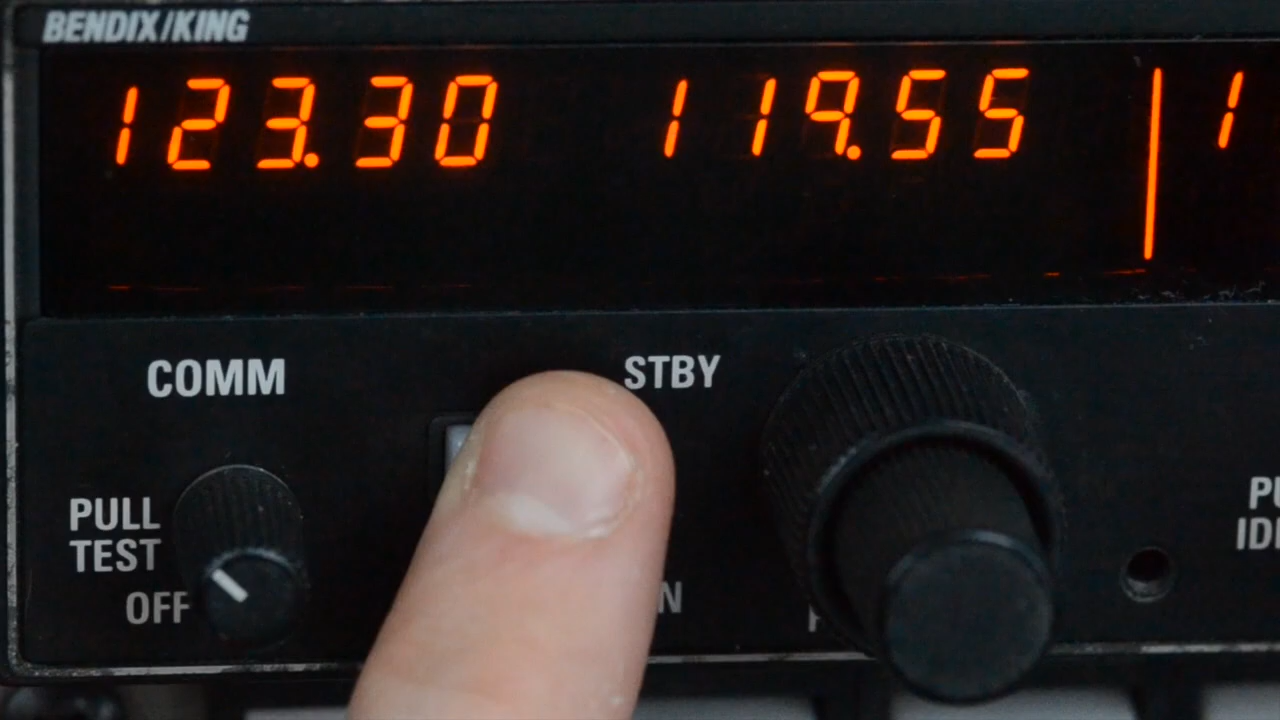 BENDIX/KING
123.30 119.55 1
COMM STBY
PULL
TEST
OFF